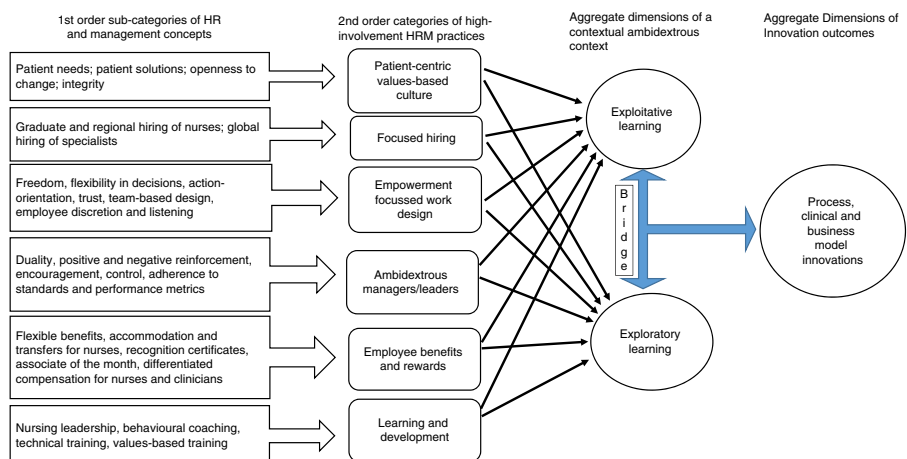 1st order sub-categories of HR
and management concepts
2nd order categories of high-
involvement HRM practices
Aggregate dimensions of a
contextual ambidextrous
context
Aggregate Dimensions of
Innovation outcomes
Patient needs; patient solutions; openness to
change; integrity
Patient-centric
values-based
culture
Graduate and regional hiring of nurses; global
hiring of specialists
Focused hiring
Freedom, flexibility in decisions, action-
orientation, trust, team-based design,
employee discretion and listening
Empowerment
focussed work
design
Duality, positive and negative reinforcement,
encouragement, control, adherence to
standards and performance metrics
Ambidextrous
managers/leaders
Flexible benefits, accommodation and
transfers for nurses, recognition certificates,
associate of the month, differentiated
compensation for nurses and clinicians
Employee benefits
and rewards
Nursing leadership, behavioural coaching,
technical training, values-based training
Learning and
development
Exploitative
learning
B
r
i
d
g
e
Exploratory
learning
Process,
clinical and
business
model
innovations